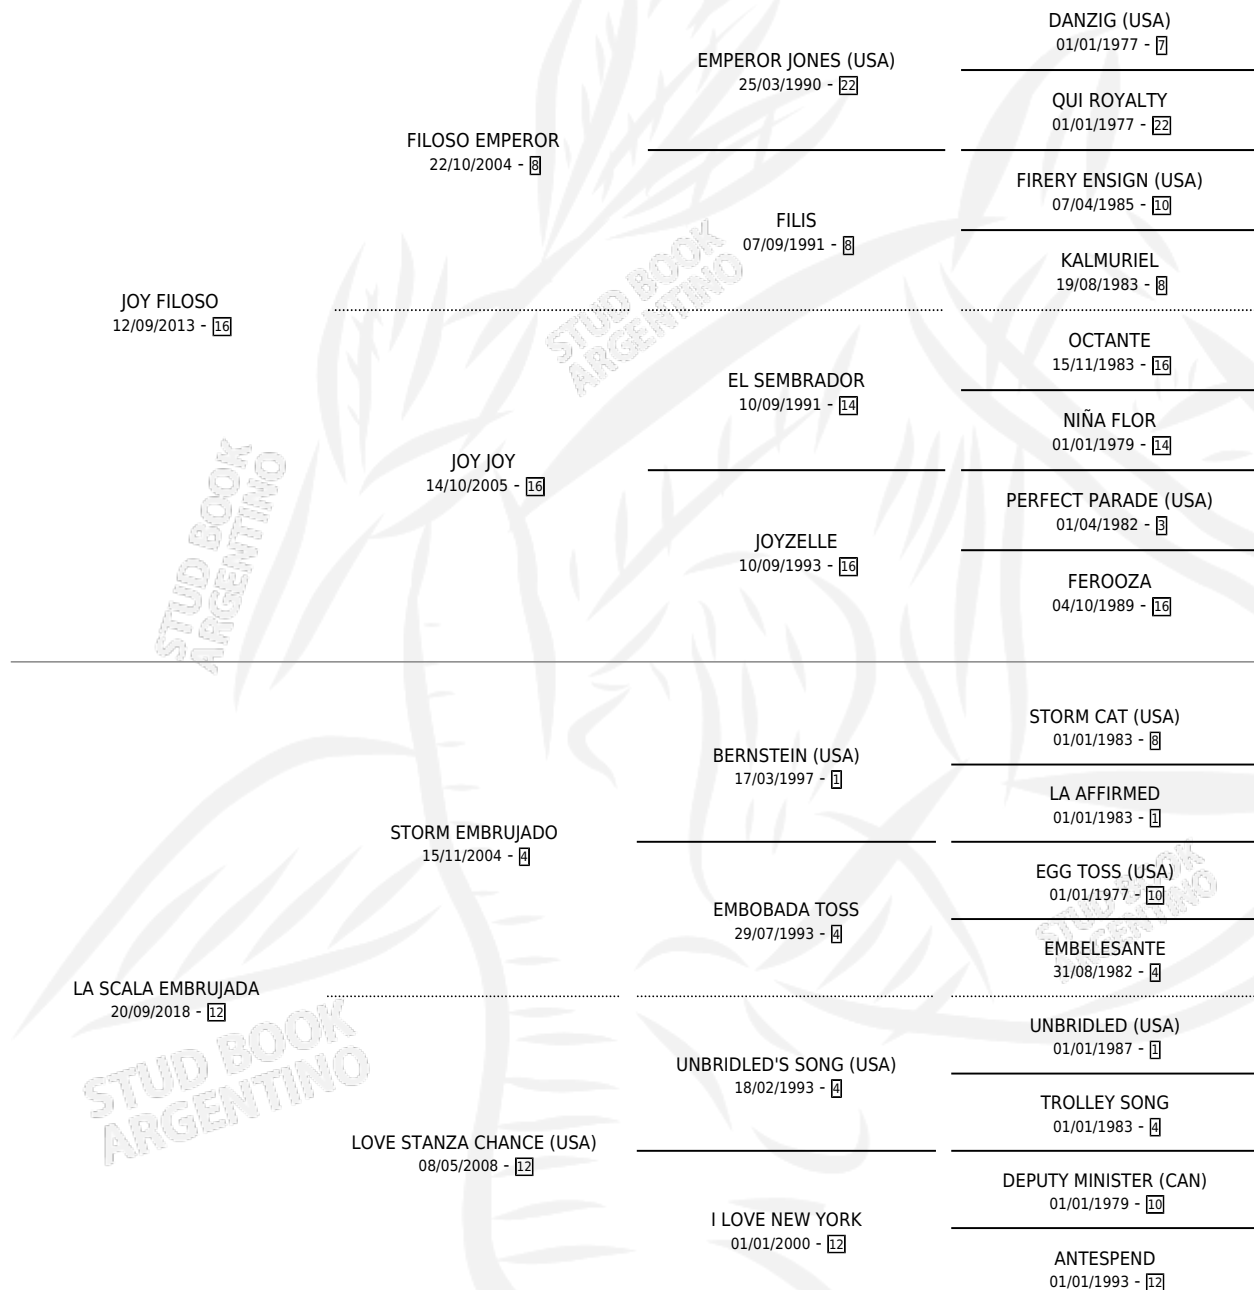 DANZIG (USA)
01/01/1977 - 7
EMPEROR JONES (USA)
25/03/1990 - 22
QUI ROYALTY
01/01/1977 - 22
FILOSO EMPEROR
22/10/2004 - 8
FIRERY ENSIGN (USA)
07/04/1985 - 10
FILIS
07/09/1991 - 8
KALMURIEL
19/08/1983 - 8
JOY FILOSO
12/09/2013 - 16
OCTANTE
15/11/1983 - 16
EL SEMBRADOR
10/09/1991 - 14
NIÑA FLOR
01/01/1979 - 14
JOY JOY
14/10/2005 - 16
PERFECT PARADE (USA)
01/04/1982 - 3
JOYZELLE
10/09/1993 - 16
FEROOZA
04/10/1989 - 16
STORM CAT (USA)
01/01/1983 - 8
BERNSTEIN (USA)
17/03/1997 - 1
LA AFFIRMED
01/01/1983 - 1
STORM EMBRUJADO
15/11/2004 - 4
EGG TOSS (USA)
01/01/1977 - 10
EMBOBADA TOSS
29/07/1993 - 4
EMBELESANTE
31/08/1982 - 4
LA SCALA EMBRUJADA
20/09/2018 - 12
UNBRIDLED (USA)
01/01/1987 - 1
UNBRIDLED'S SONG (USA)
18/02/1993 - 4
TROLLEY SONG
01/01/1983 - 4
LOVE STANZA CHANCE (USA)
08/05/2008 - 12
DEPUTY MINISTER (CAN)
01/01/1979 - 10
I LOVE NEW YORK
01/01/2000 - 12
ANTESPEND
01/01/1993 - 12
STUD BOOK
ARGENTINO
STUD BOOK
ARGENTINO
STUD BOOK
ARGENTINO
STUD BOOK
ARGENTINO